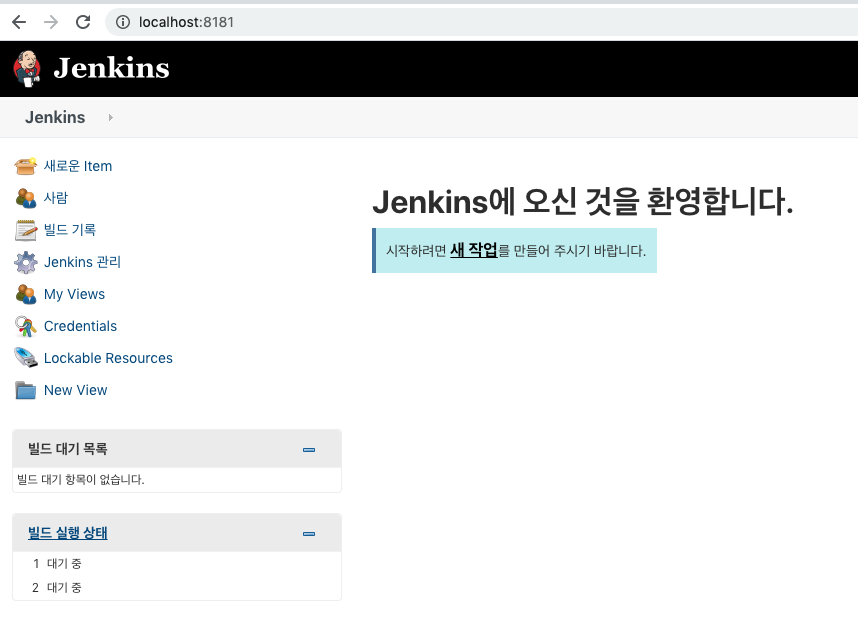 localhost:8181
Jenkins
Jenkins
새로운 Item
사람
빌드 기록
Jenkins 관리
My Views
Credentials
Lockable Resources
New View
빌드 대기 목록
빌드 대기 항목이 없습니다.
빌드 실행 상태
1 대기 중
2 대기 중
Jenkins에 오신 것을 환영합니다.
시작하려면 새 작업를 만들어 주시기 바랍니다.